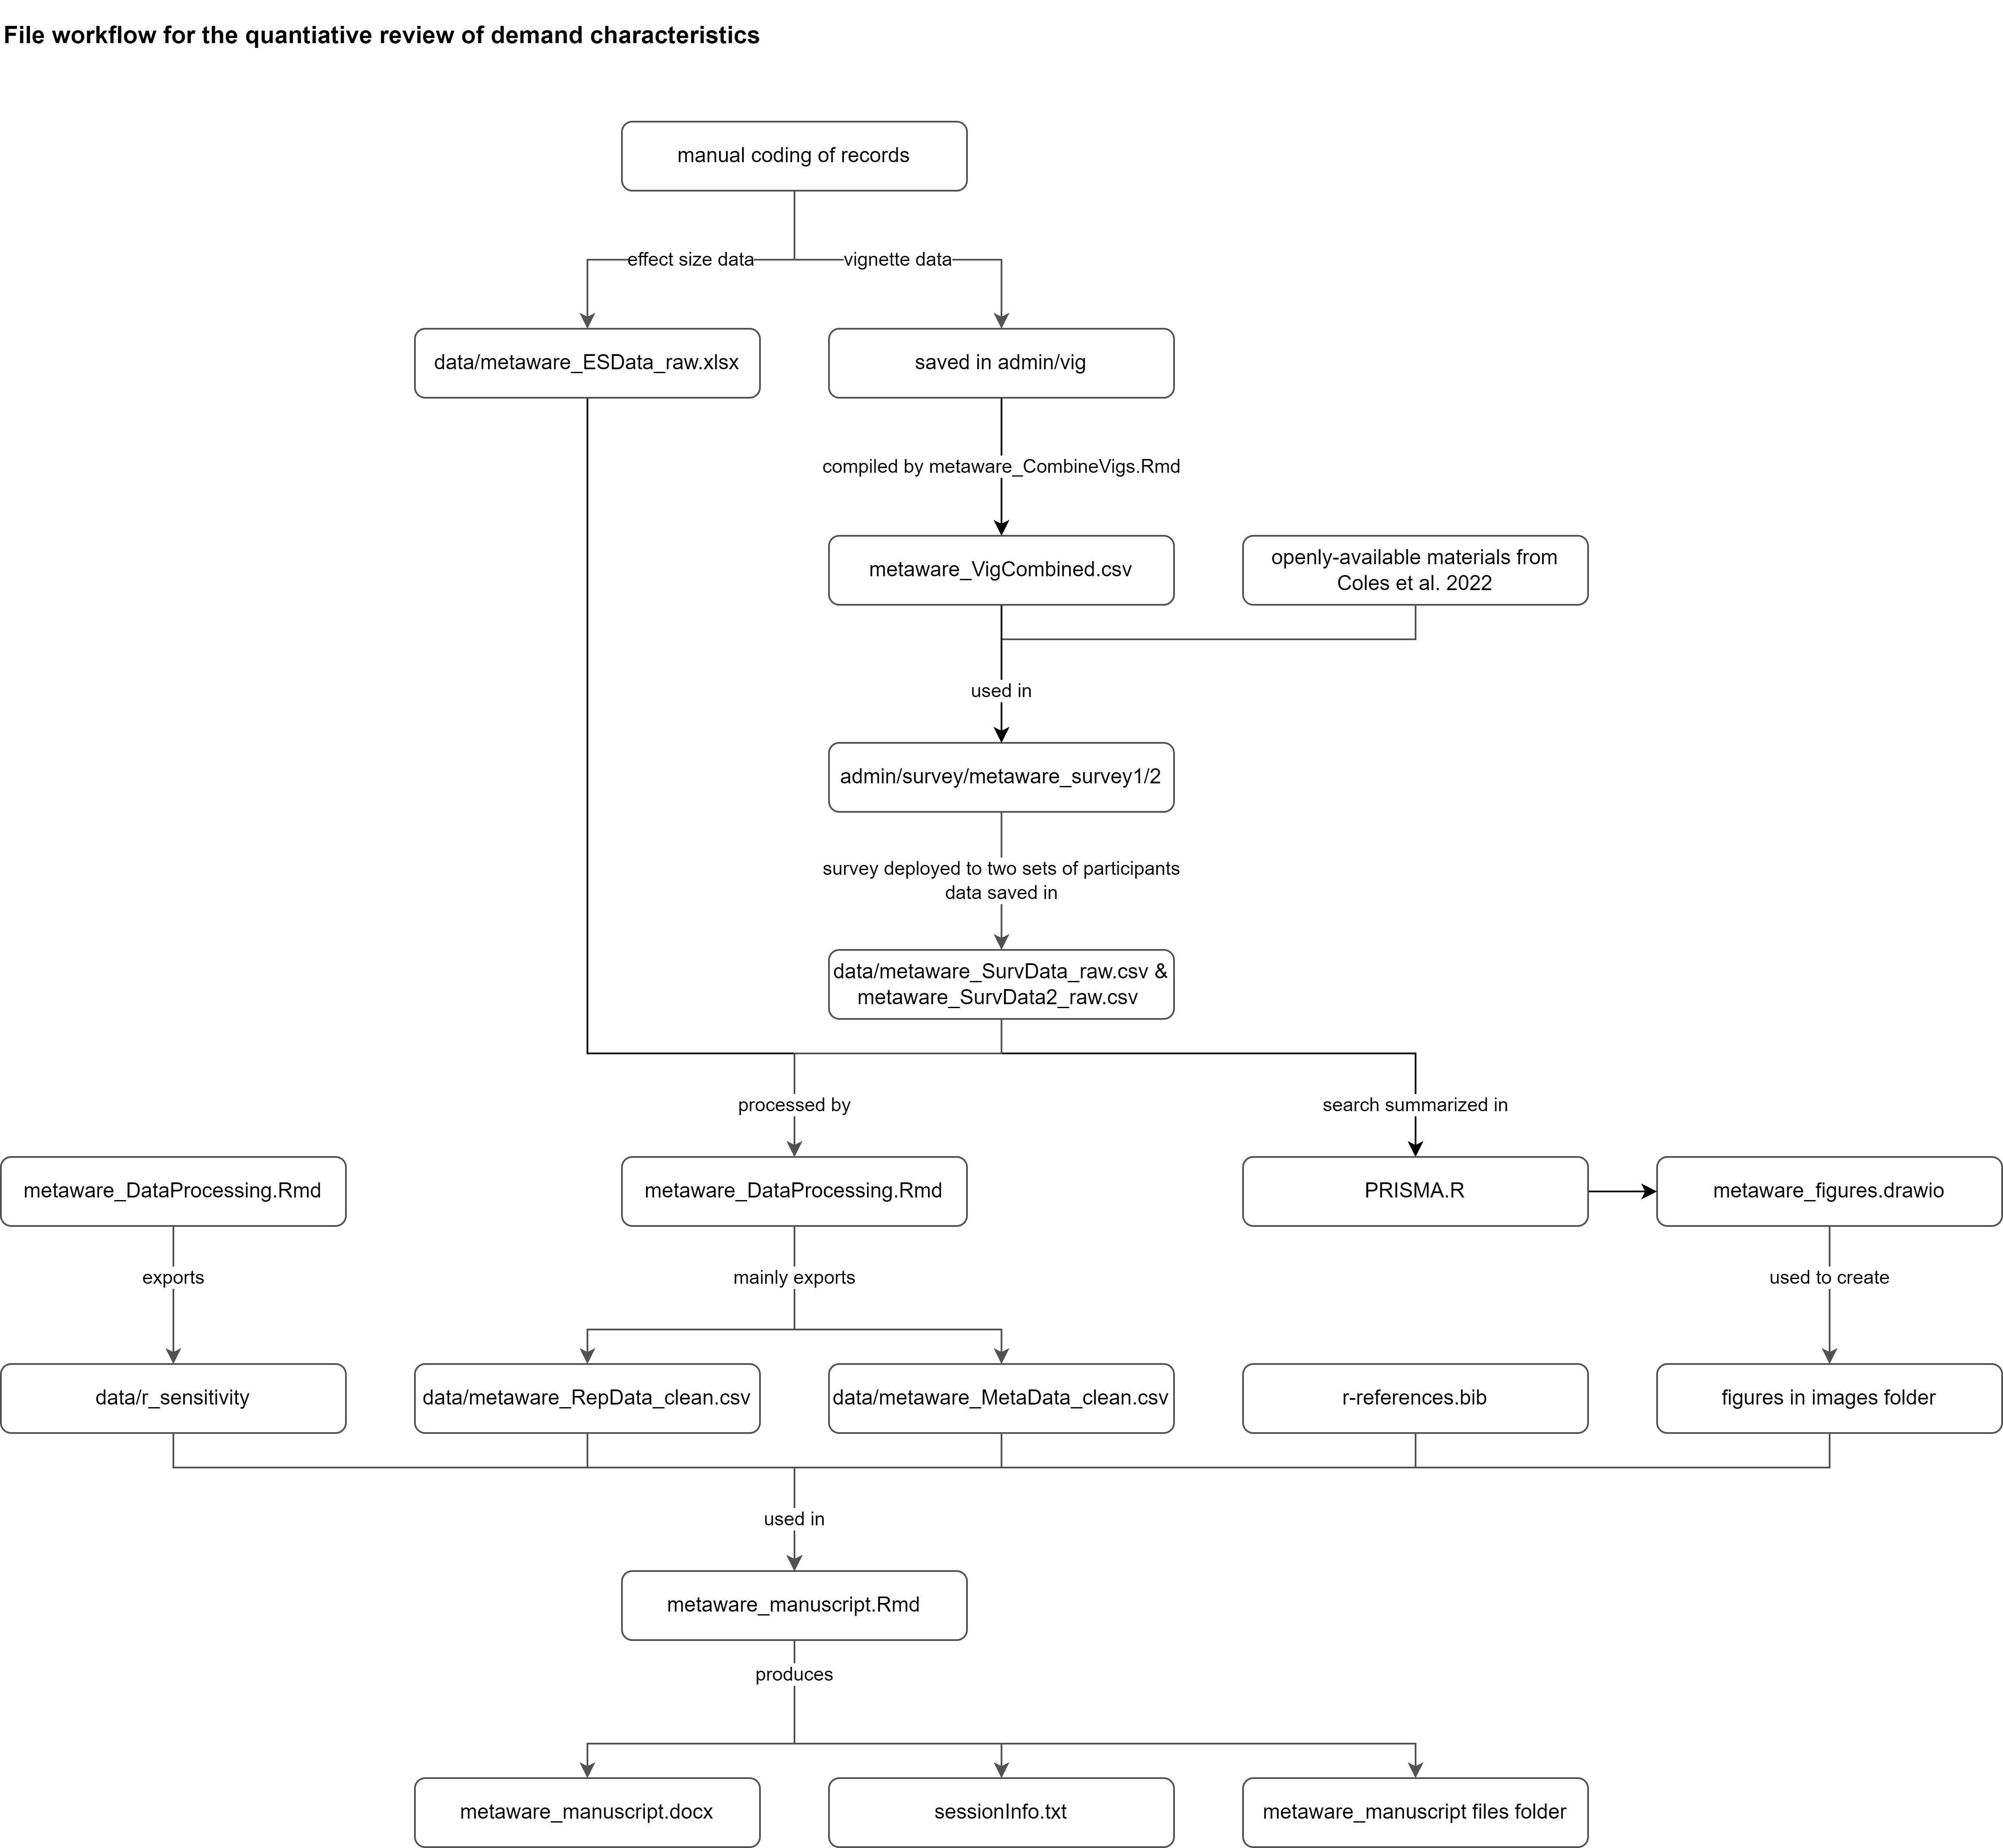 File workflow for the quantiative review of demand characteristics
manual coding of records
effect size data
vignette data
data/metaware_ESData_raw.xlsx
saved in admin/vig
compiled by metaware_CombineVigs.Rmd
metaware_VigCombined.csv
openly-available materials from
Coles et al. 2022
used in
admin/survey/metaware_survey1/2
survey deployed to two sets of participants
data saved in
data/metaware_SurvData_raw.csv &
metaware_SurvData2_raw.csv
processed by
search summarized in
metaware_DataProcessing.Rmd
metaware_DataProcessing.Rmd
PRISMA.R
metaware_figures.drawio
exports
mainly exports
used to create
data/r_sensitivity
data/metaware_RepData_clean.csv
data/metaware_MetaData_clean.csv
r-references.bib
figures in images folder
used in
metaware_manuscript.Rmd
produces
metaware_manuscript.docx
sessionInfo.txt
metaware_manuscript files folder